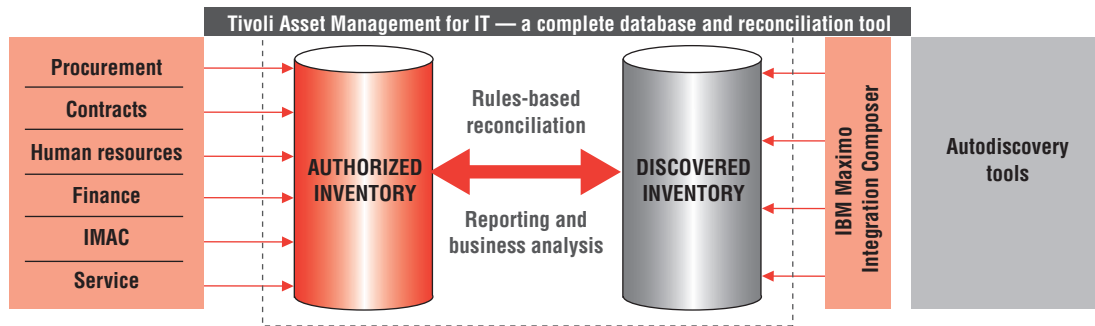 Tivoli Asset Management for IT — a complete database and reconciliation tool
Procurement
Contracts
Human resources
Finance
IMAC
Service
AUTHORIZED
INVENTORY
Rules-based
reconciliation
Reporting and
business analysis
DISCOVERED
INVENTORY
IBM Maximo
Integration Composer
Autodiscovery
tools